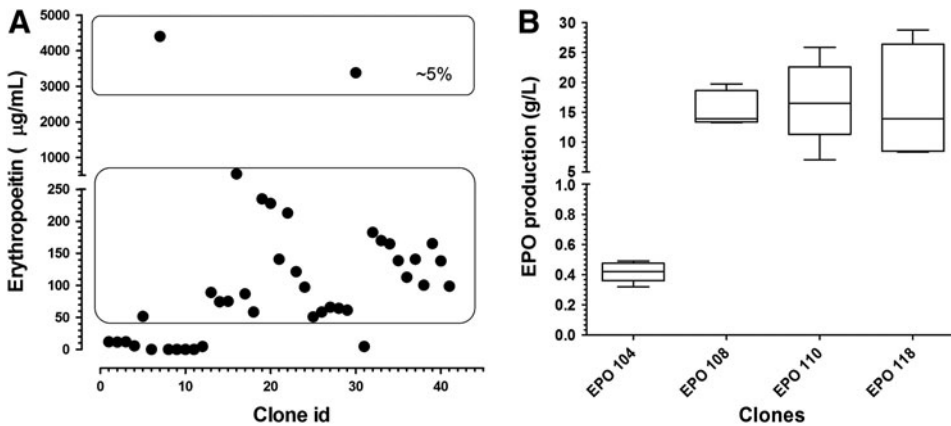 A
Erythropoeitin ( μg/mL)
5000
4000
3000
2000
1000
250
200
150
100
50
0
~5%
0
10
20
30
40
Clone id
B
EPO production (g/L)
30
25
20
15
10
5
1.0
0.8
0.6
0.4
0.2
0.0
EPO 104
EPO 108
EPO 110
EPO 118
Clones